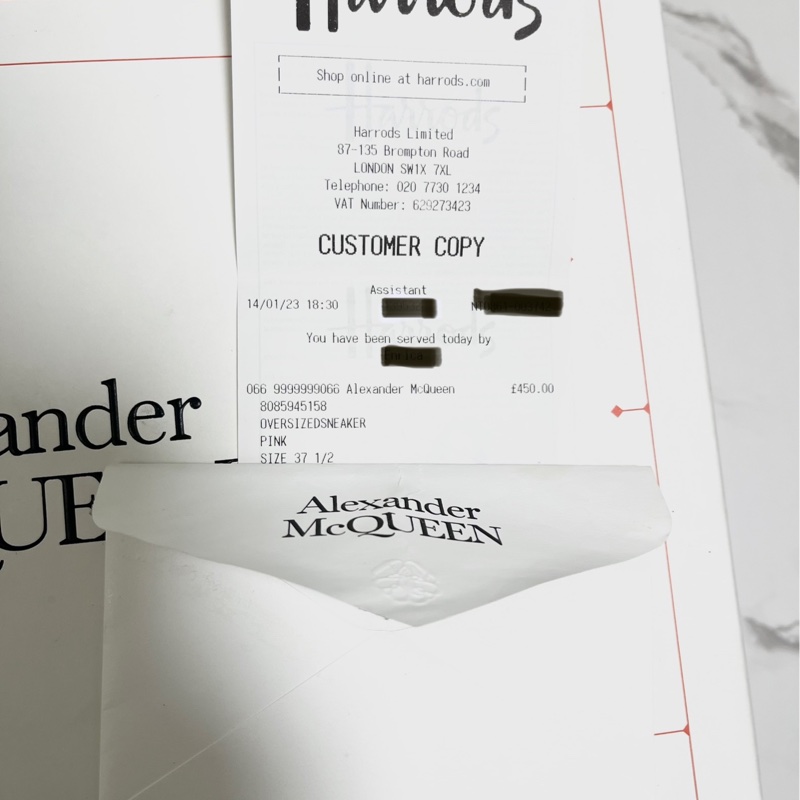 Harrods
Shop online at harrods.com
Harrods Limited
87-135 Brompton Road
LONDON SW1X 7XL
Telephone: 020 7730 1234
VAT Number: 629273423
CUSTOMER COPY
Assistant
14/01/23 18:30
You have been served today by
066 9999999066 Alexander McQueen £450.00
8085945158
OVERSIZEDSNEAKER
PINK
SIZE 37 1/2
ander
UE
Alexander
McQUEEN